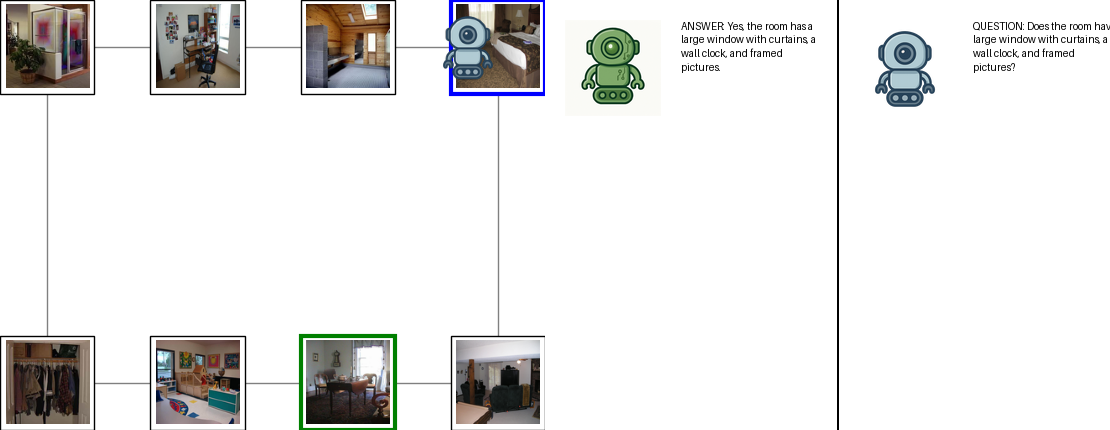 ANSWER: Yes, the room has a
large window with curtains, a
wall clock, and framed
pictures.
QUESTION: Does the room hav
large window with curtains, a
wall clock, and framed
pictures?